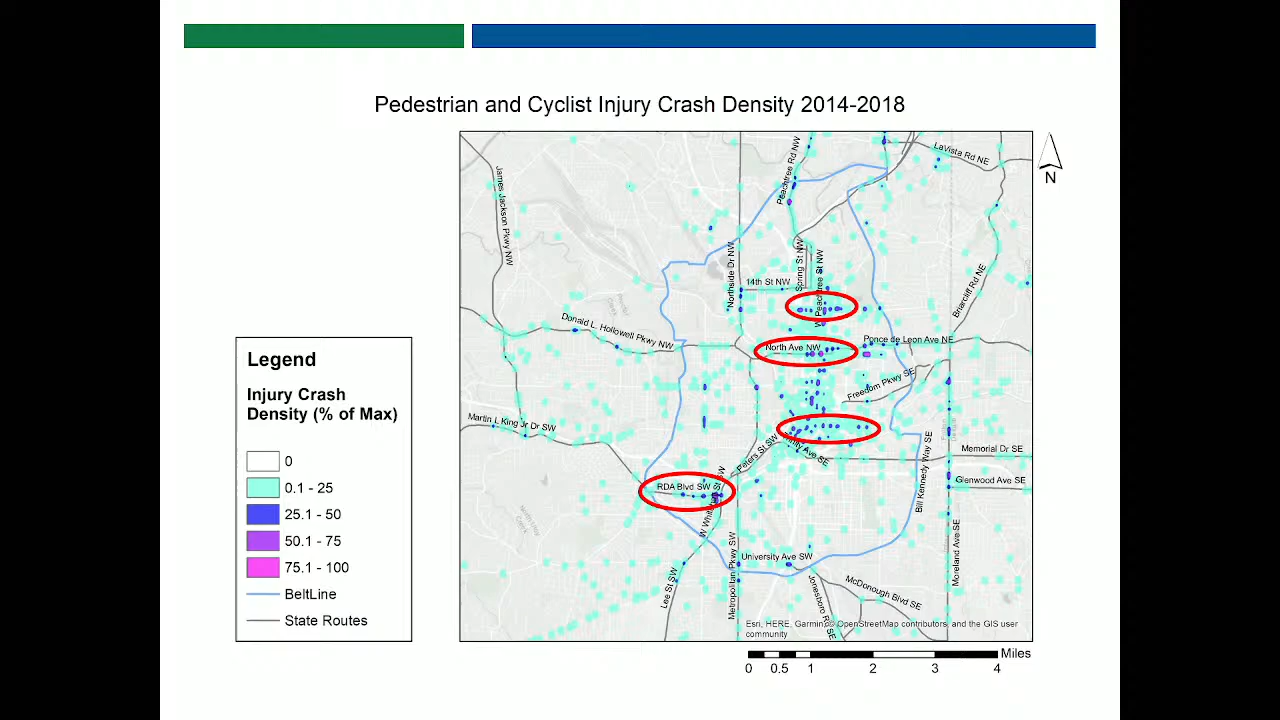 Pedestrian and Cyclist Injury Crash Density 2014-2018
LaVista Rd NE
Peachtree Rd NW
James Jackson Pkwy NW
N
Northside Dr NW
Spring St NW
W Peachtree St NW
14th St NW
Briarcliff Rd NE
Donald L. Hollowell Pkwy NW
North Ave NW
Ponce de Leon Ave NE
Freedom Pkwy SE
Martin L King Jr Dr SW
Peters St SW
Trinity Ave SE
Bill Kennedy Way SE
Memorial Dr SE
Glenwood Ave SE
RDA Blvd SW
University Ave SW
Moreland Ave SE
Lee St SW
Metropolitan Pkwy SW
Jonesboro Rd SE
McDonough Blvd SE
Esri, HERE, Garmin, © OpenStreetMap contributors, and the GIS user
community
Legend
Injury Crash
Density (% of Max)
0
0.1 - 25
25.1 - 50
50.1 - 75
75.1 - 100
BeltLine
State Routes
Miles
0 0.5 1 2 3 4